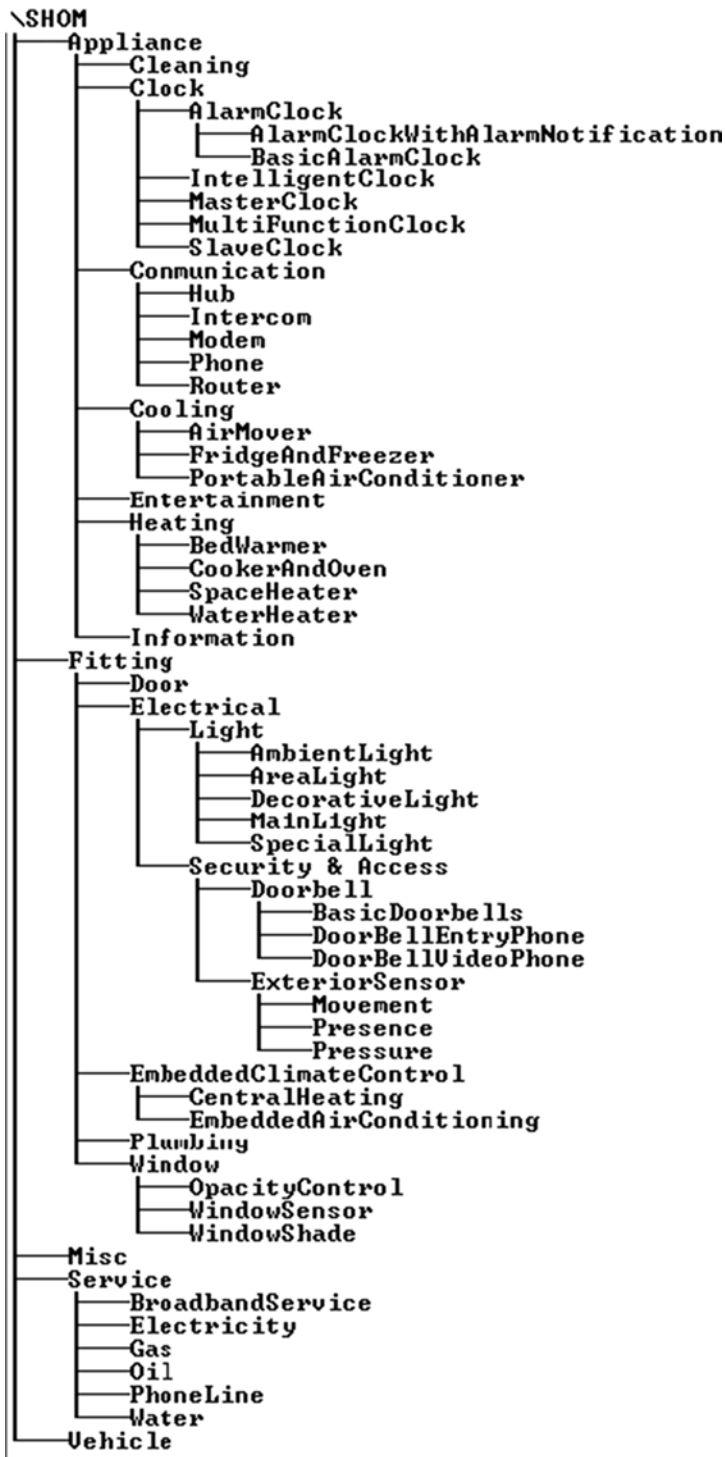 \SHOM
Appliance
Cleaning
Clock
AlarmClock
AlarmClockWithAlarmNotification
BasicAlarmClock
IntelligentClock
MasterClock
MultiFunctionClock
SlaveClock
Conmunication
Hub
Intercom
Modem
Phone
Router
Cooling
AirMover
FridgeAndFreezer
PortableAirConditioner
Entertainment
Heating
BedWarmer
CookerAndOven
SpaceHeater
WaterHeater
Information
Fitting
Door
Electrical
Light
AmbientLight
AreaLight
DecorativeLight
MainLight
SpecialLight
Security & Access
Doorbell
BasicDoorbells
DoorBellEntryPhone
DoorBellVideoPhone
ExteriorSensor
Movement
Presence
Pressure
EmbeddedClimateControl
CentralHeating
EmbeddedAirConditioning
Plumbing
Window
OpacityControl
WindowSensor
WindowShade
Misc
Service
BroadbandService
Electricity
Gas
Oil
PhoneLine
Water
Vehicle